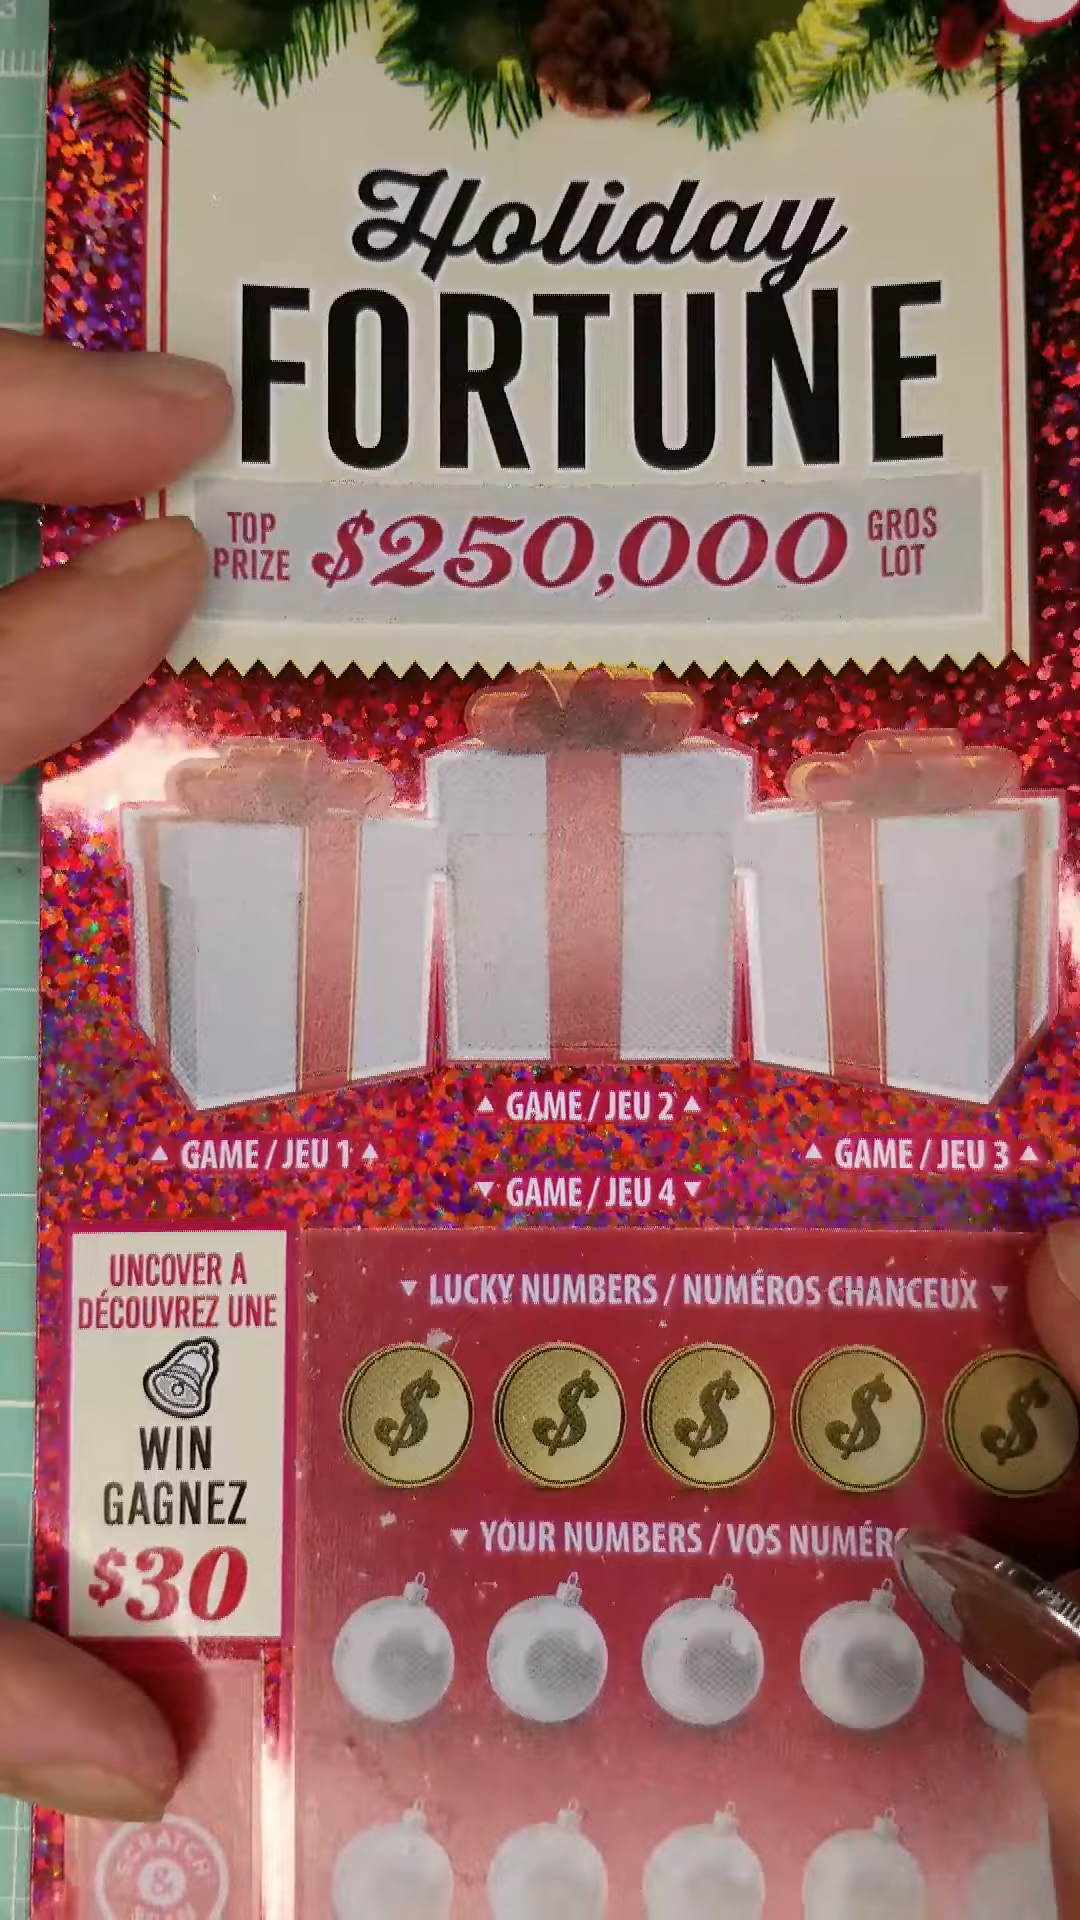 Holiday
FORTUNE
TOP
PRIZE
$250,000
GROS
LOT
GAME / JEU 2
GAME / JEU 1
GAME / JEU 3
GAME / JEU 4
UNCOVER A
DÉCOUVREZ UNE
WIN
GAGNEZ
$30
LUCKY NUMBERS / NUMÉROS CHANCEUX
$ $ $ $ $
YOUR NUMBERS / VOS
SCRATCH
&